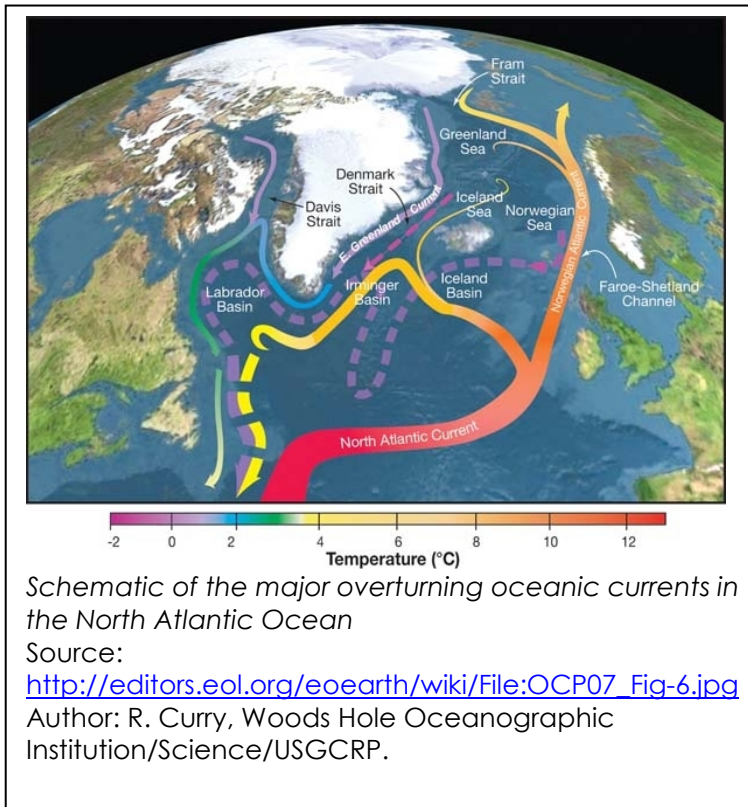 Fram
Strait
Greenland
Sea
Denmark
Strait
Davis
Strait
Iceland
Sea
Norwegian
Sea
E. Greenland Current
Norwegian Atlantic Current
Labrador
Basin
Irminger
Basin
Iceland
Basin
Faroe-Shetland
Channel
North Atlantic Current
-2 0 2 4 6 8 10 12
Temperature (°C)
Schematic of the major overturning oceanic currents in
the North Atlantic Ocean
Source:
http://editors.eol.org/eoearth/wiki/File:OCP07_Fig-6.jpg
Author: R. Curry, Woods Hole Oceanographic
Institution/Science/USGCRP.